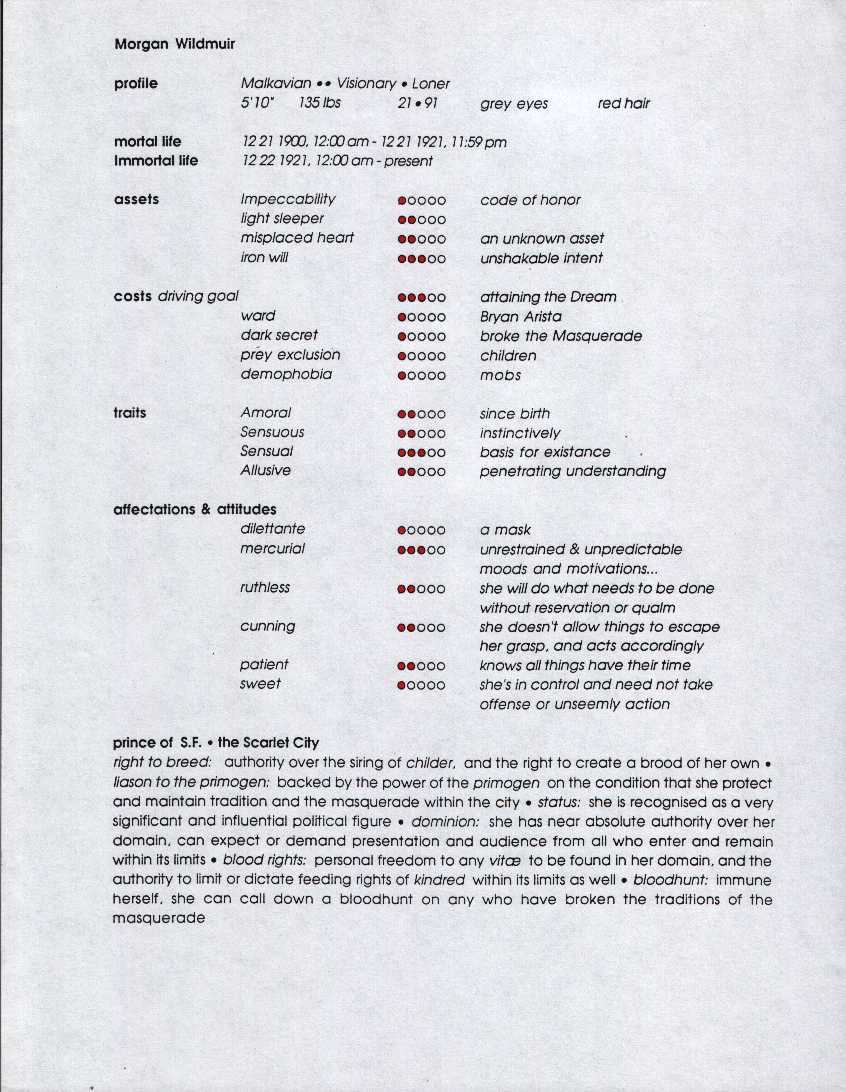 Morgan Wildmuir
profile Malkavian •• Visionary • Loner
5'10" 135 lbs 21 • 91 grey eyes red hair
mortal life 12 21 1900, 12:00 am - 12 21 1921, 11:59 pm
Immortal life 12 22 1921, 12:00 am - present
assets Impeccability ●○○○○ code of honor
light sleeper ●●○○○
misplaced heart ●●○○○ an unknown asset
iron will ●●●○○ unshakable intent
costs driving goal ●●●○○ attaining the Dream
ward ●○○○○ Bryan Arista
dark secret ●○○○○ broke the Masquerade
prey exclusion ●○○○○ children
demophobia ●○○○○ mobs
traits Amoral ●●○○○ since birth
Sensuous ●●○○○ instinctively
Sensual ●●●○○ basis for existance
Allusive ●●○○○ penetrating understanding
affectations & attitudes
dilettante ●○○○○ a mask
mercurial ●●●○○ unrestrained & unpredictable
moods and motivations...
ruthless ●●○○○ she will do what needs to be done
without reservation or qualm
cunning ●●○○○ she doesn't allow things to escape
her grasp, and acts accordingly
patient ●●○○○ knows all things have their time
sweet ●○○○○ she's in control and need not take
offense or unseemly action
prince of S.F. • the Scarlet City
right to breed: authority over the siring of childer, and the right to create a brood of her own •
liason to the primogen: backed by the power of the primogen on the condition that she protect
and maintain tradition and the masquerade within the city • status: she is recognised as a very
significant and influential political figure • dominion: she has near absolute authority over her
domain, can expect or demand presentation and audience from all who enter and remain
within its limits • blood rights: personal freedom to any vitæ to be found in her domain, and the
authority to limit or dictate feeding rights of kindred within its limits as well • bloodhunt: immune
herself, she can call down a bloodhunt on any who have broken the traditions of the
masquerade